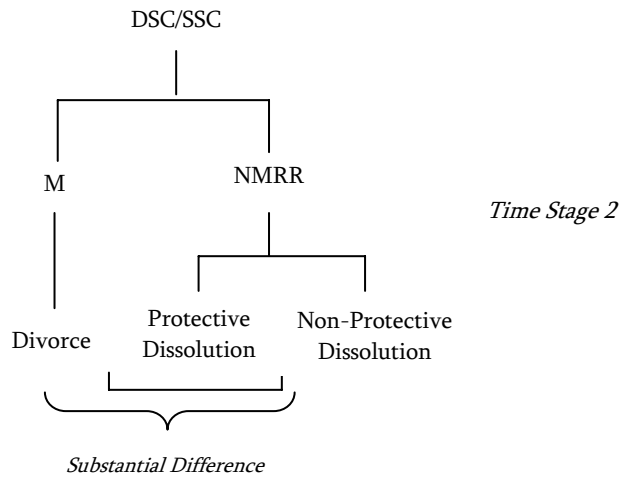 DSC/SSC
M
NMRR
Time Stage 2
Divorce
Protective
Dissolution
Non-Protective
Dissolution
Substantial Difference